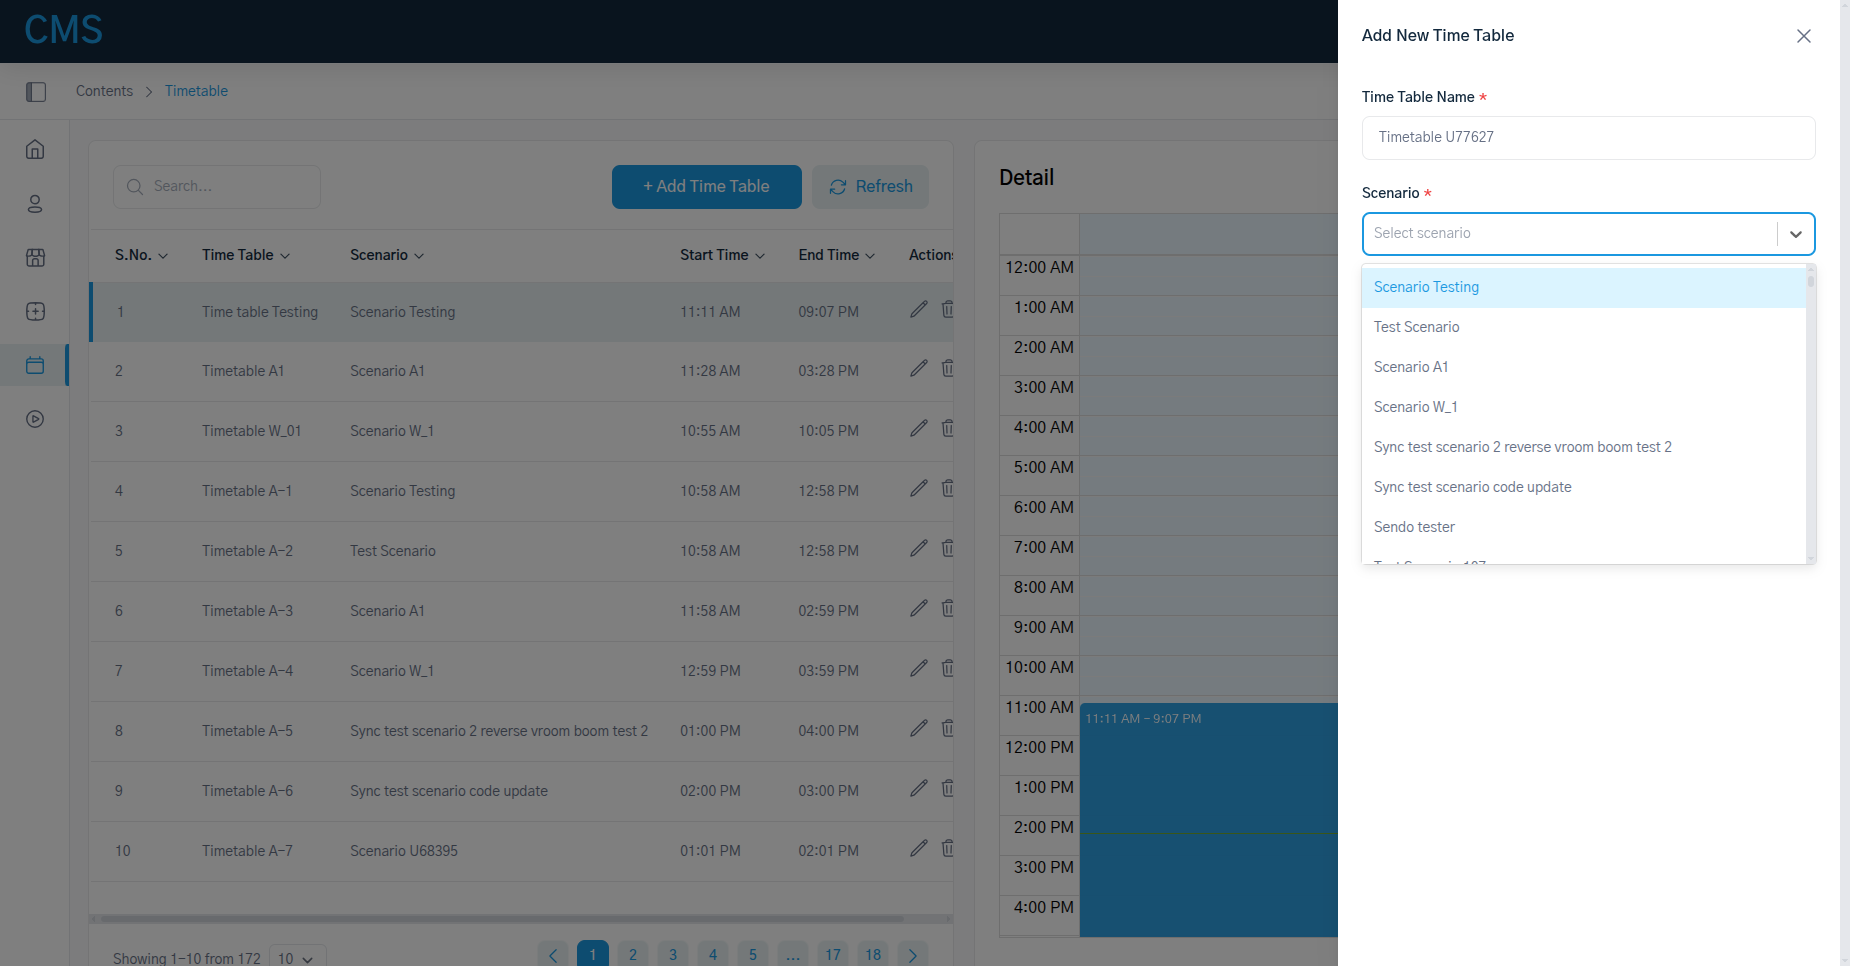 CMS
Contents > Timetable
Search...
+ Add Time Table
Refresh
S.No. Time Table Scenario Start Time End Time Actions
1 Time table Testing Scenario Testing 11:11 AM 09:07 PM
2 Timetable A1 Scenario A1 11:28 AM 03:28 PM
3 Timetable W_01 Scenario W_1 10:55 AM 10:05 PM
4 Timetable A-1 Scenario Testing 10:58 AM 12:58 PM
5 Timetable A-2 Test Scenario 10:58 AM 12:58 PM
6 Timetable A-3 Scenario A1 11:58 AM 02:59 PM
7 Timetable A-4 Scenario W_1 12:59 PM 03:59 PM
8 Timetable A-5 Sync test scenario 2 reverse vroom boom test 2 01:00 PM 04:00 PM
9 Timetable A-6 Sync test scenario code update 02:00 PM 03:00 PM
10 Timetable A-7 Scenario U68395 01:01 PM 02:01 PM
Showing 1-10 from 172 10
1 2 3 4 5 ... 17 18
Detail
12:00 AM
1:00 AM
2:00 AM
3:00 AM
4:00 AM
5:00 AM
6:00 AM
7:00 AM
8:00 AM
9:00 AM
10:00 AM
11:00 AM
11:11 AM - 9:07 PM
12:00 PM
1:00 PM
2:00 PM
3:00 PM
4:00 PM
Add New Time Table
Time Table Name *
Timetable U77627
Scenario *
Select scenario
Scenario Testing
Test Scenario
Scenario A1
Scenario W_1
Sync test scenario 2 reverse vroom boom test 2
Sync test scenario code update
Sendo tester